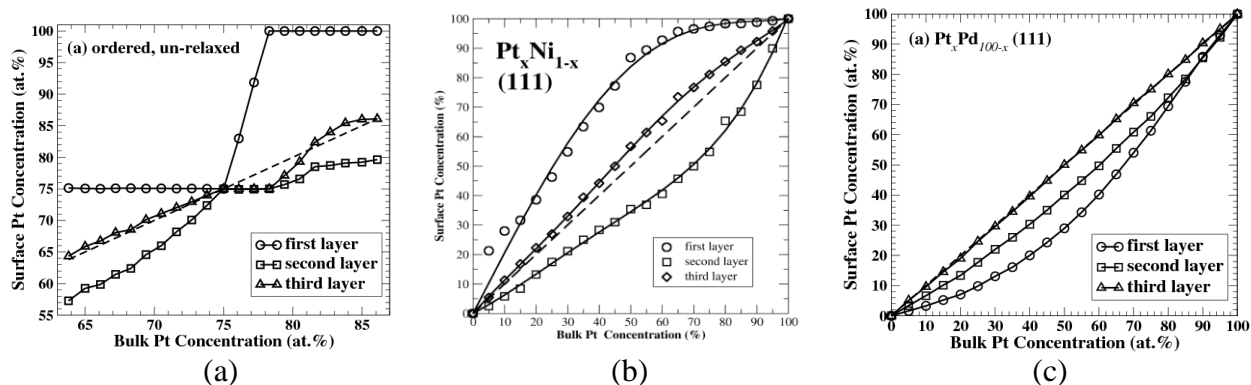 (a) ordered, un-relaxed
Surface Pt Concentration (at.%)
100
95
90
85
80
75
70
65
60
55
65 70 75 80 85
Bulk Pt Concentration (at.%)
first layer
second layer
third layer
(a)
PtxNi1-x
(111)
Surface Pt Concentration (%)
100
90
80
70
60
50
40
30
20
10
0
0 10 20 30 40 50 60 70 80 90 100
Bulk Pt Concentration (%)
first layer
second layer
third layer
(b)
(a) PtxPd100-x (111)
Surface Pt Concentration (at.%)
100
90
80
70
60
50
40
30
20
10
0
0 10 20 30 40 50 60 70 80 90 100
Bulk Pt Concentration (at.%)
first layer
second layer
third layer
(c)